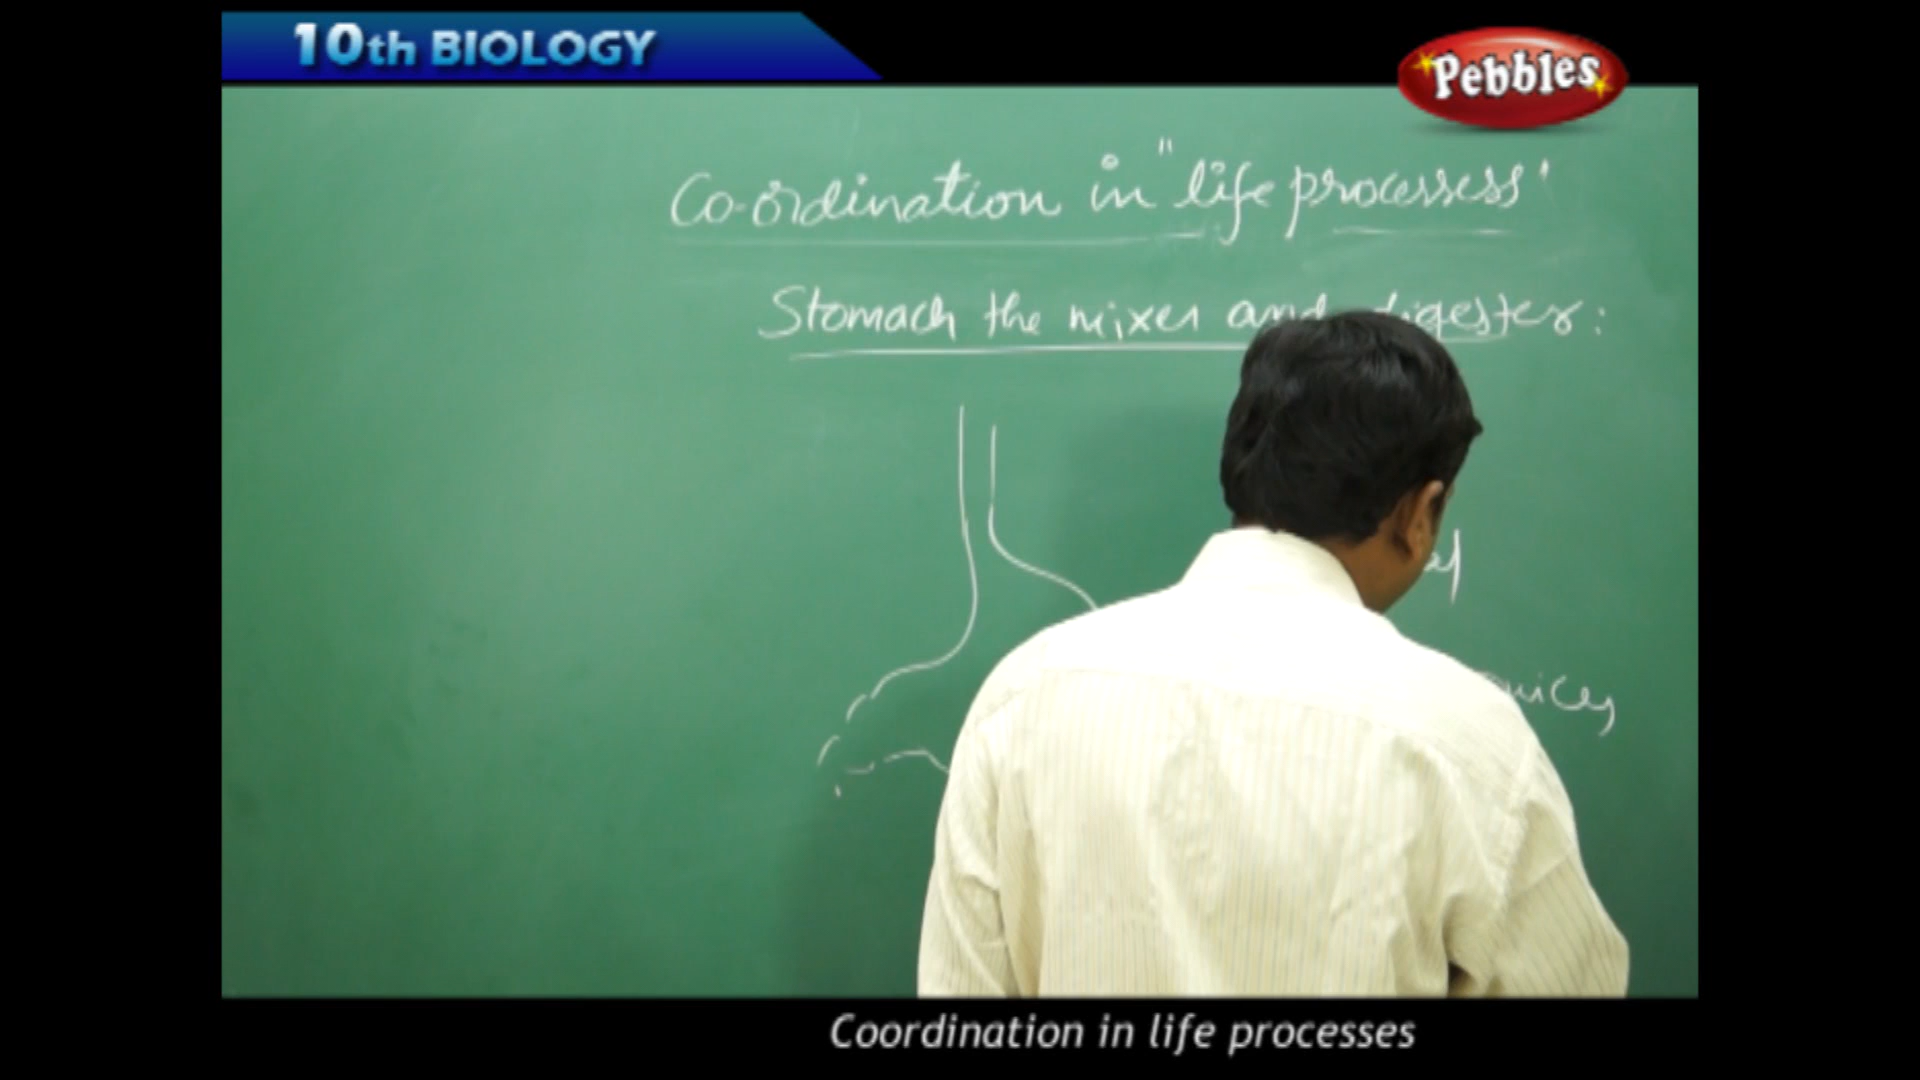 10th BIOLOGY
Pebbles
Co-ordination in "life processess'
Stomach the mixer and digester:
Coordination in life processes